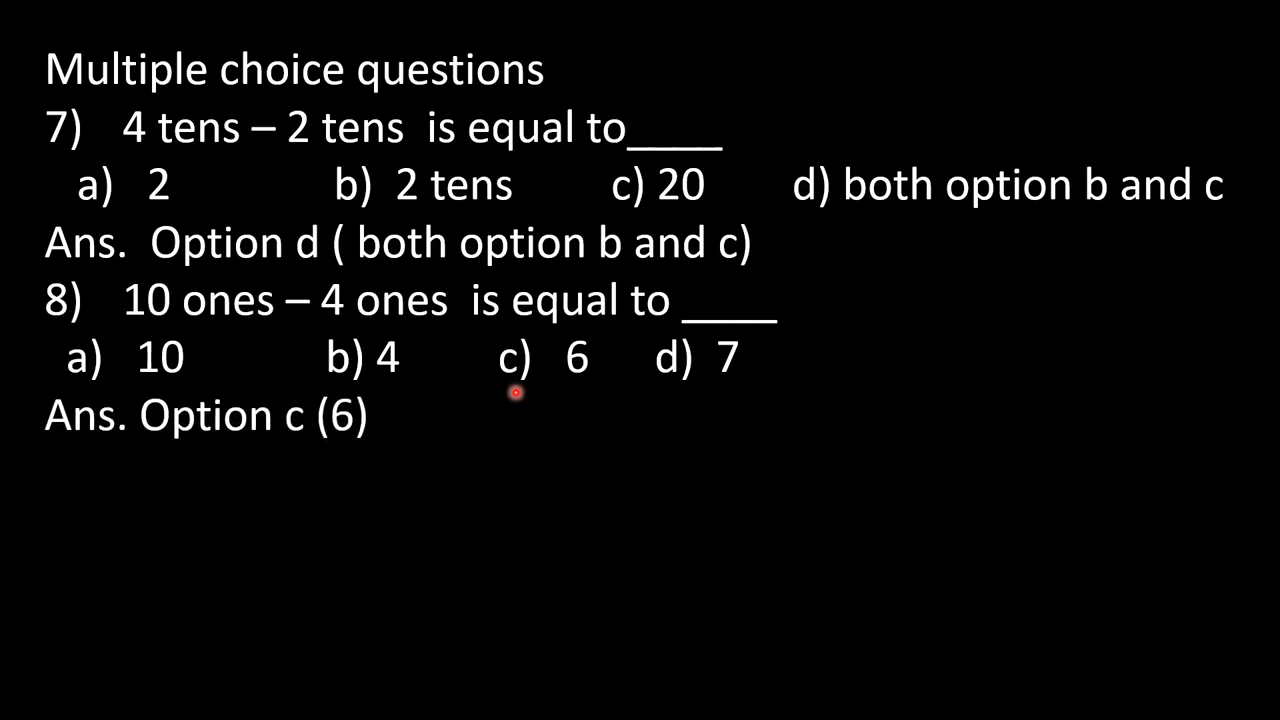 Multiple choice questions
7) 4 tens – 2 tens is equal to____
a) 2 b) 2 tens c) 20 d) both option b and c
Ans. Option d ( both option b and c)
8) 10 ones – 4 ones is equal to ____
a) 10 b) 4 c) 6 d) 7
Ans. Option c (6)